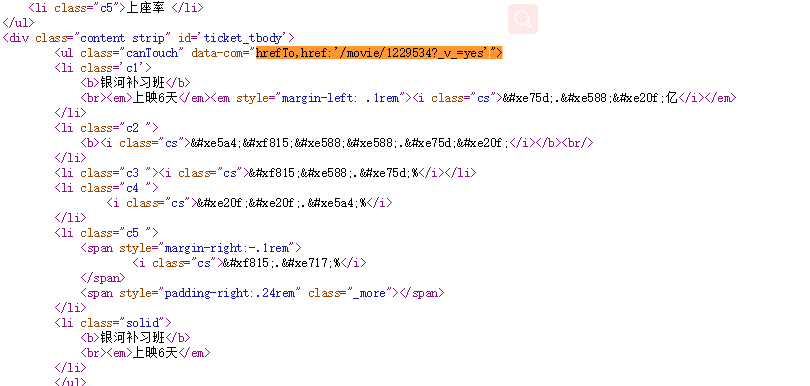 <li class="c5">上座率 </li>
</ul>
<div class="content strip" id='ticket_tbody'>
<ul class="canTouch" data-com="hrefTo,href:'/movie/1229534?_v_=yes'">
<li class='c1'>
<b>银河补习班</b>
<br><em>上映6天</em><em style="margin-left: .1rem"><i class="cs">&#xe75d;.&#xe588;&#xe20f;亿</i></em>
</li>
<li class="c2 ">
<b><i class="cs">&#xe5a4;&#xf815;&#xe588;&#xe588;.&#xe75d;&#xe20f;</i></b><br/>
</li>
<li class="c3 "><i class="cs">&#xf815;&#xe588;.&#xe75d;%</i></li>
<li class="c4 ">
<i class="cs">&#xe20f;&#xe20f;.&#xe5a4;%</i>
</li>
<li class="c5 ">
<span style="margin-right:-.1rem">
<i class="cs">&#xf815;.&#xe717;%</i>
</span>
<span style="padding-right:.24rem" class="_more"></span>
</li>
<li class="solid">
<b>银河补习班</b>
<br><em>上映6天</em>
</li>
</ul>